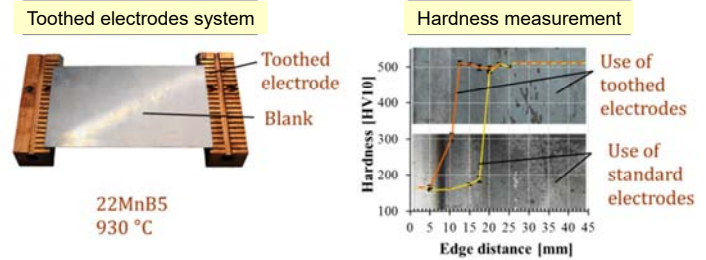 Toothed electrodes system
Toothed
electrode
Blank
22MnB5
930 °C
Hardness measurement
Hardness [HV10]
500
400
300
200
100
0 5 10 15 20 25 30 35 40 45
Edge distance [mm]
Use of
toothed
electrodes
Use of
standard
electrodes